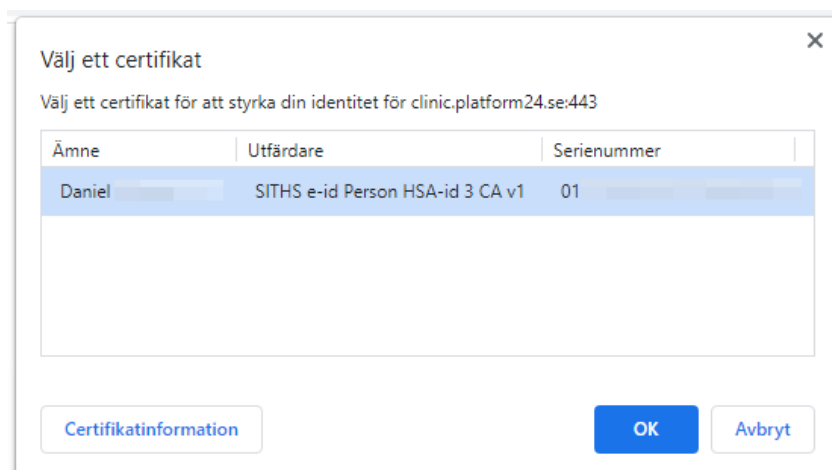 Välj ett certifikat
Välj ett certifikat för att styrka din identitet för clinic.platform24.se:443
Ämne Utfärdare Serienummer
Daniel SITHS e-id Person HSA-id 3 CA v1 01
Certifikatinformation OK Avbryt